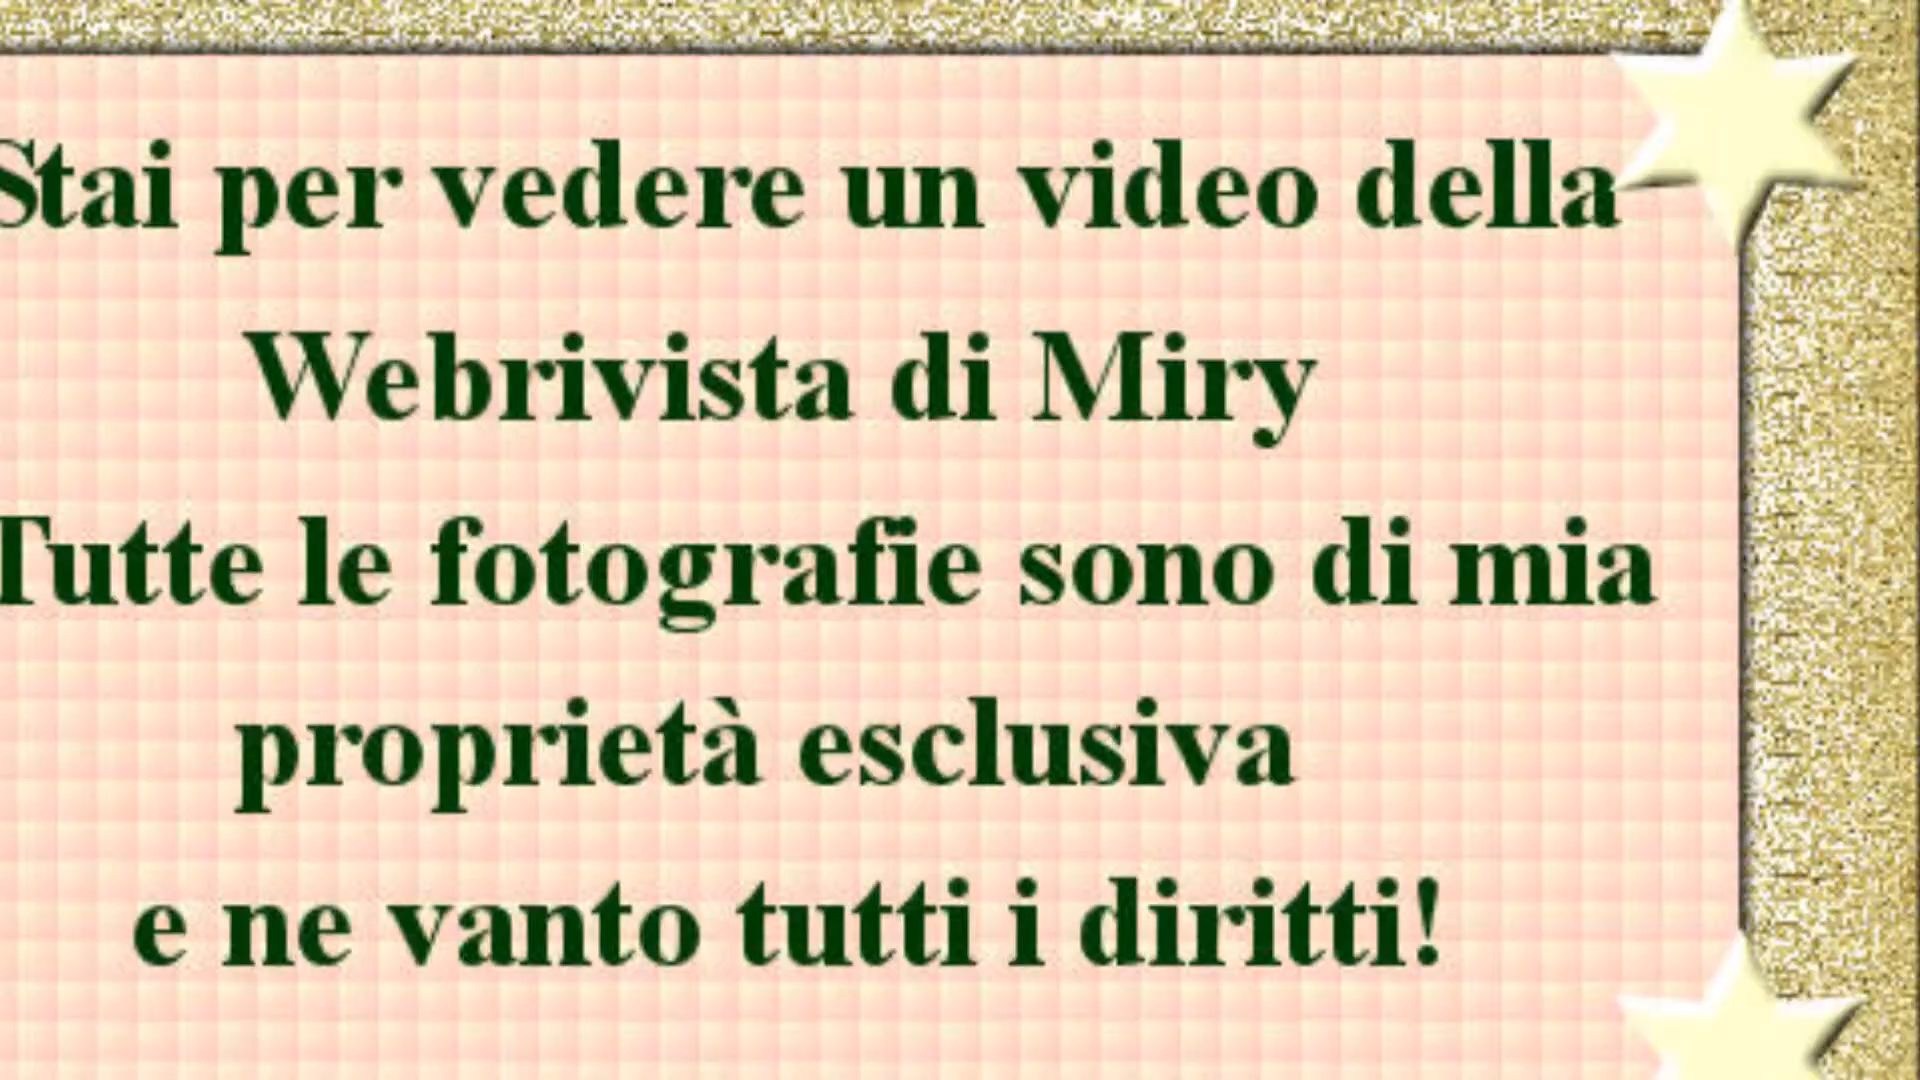 Stai per vedere un video della
Webrivista di Miry
Tutte le fotografie sono di mia
proprietà esclusiva
e ne vanto tutti i diritti!